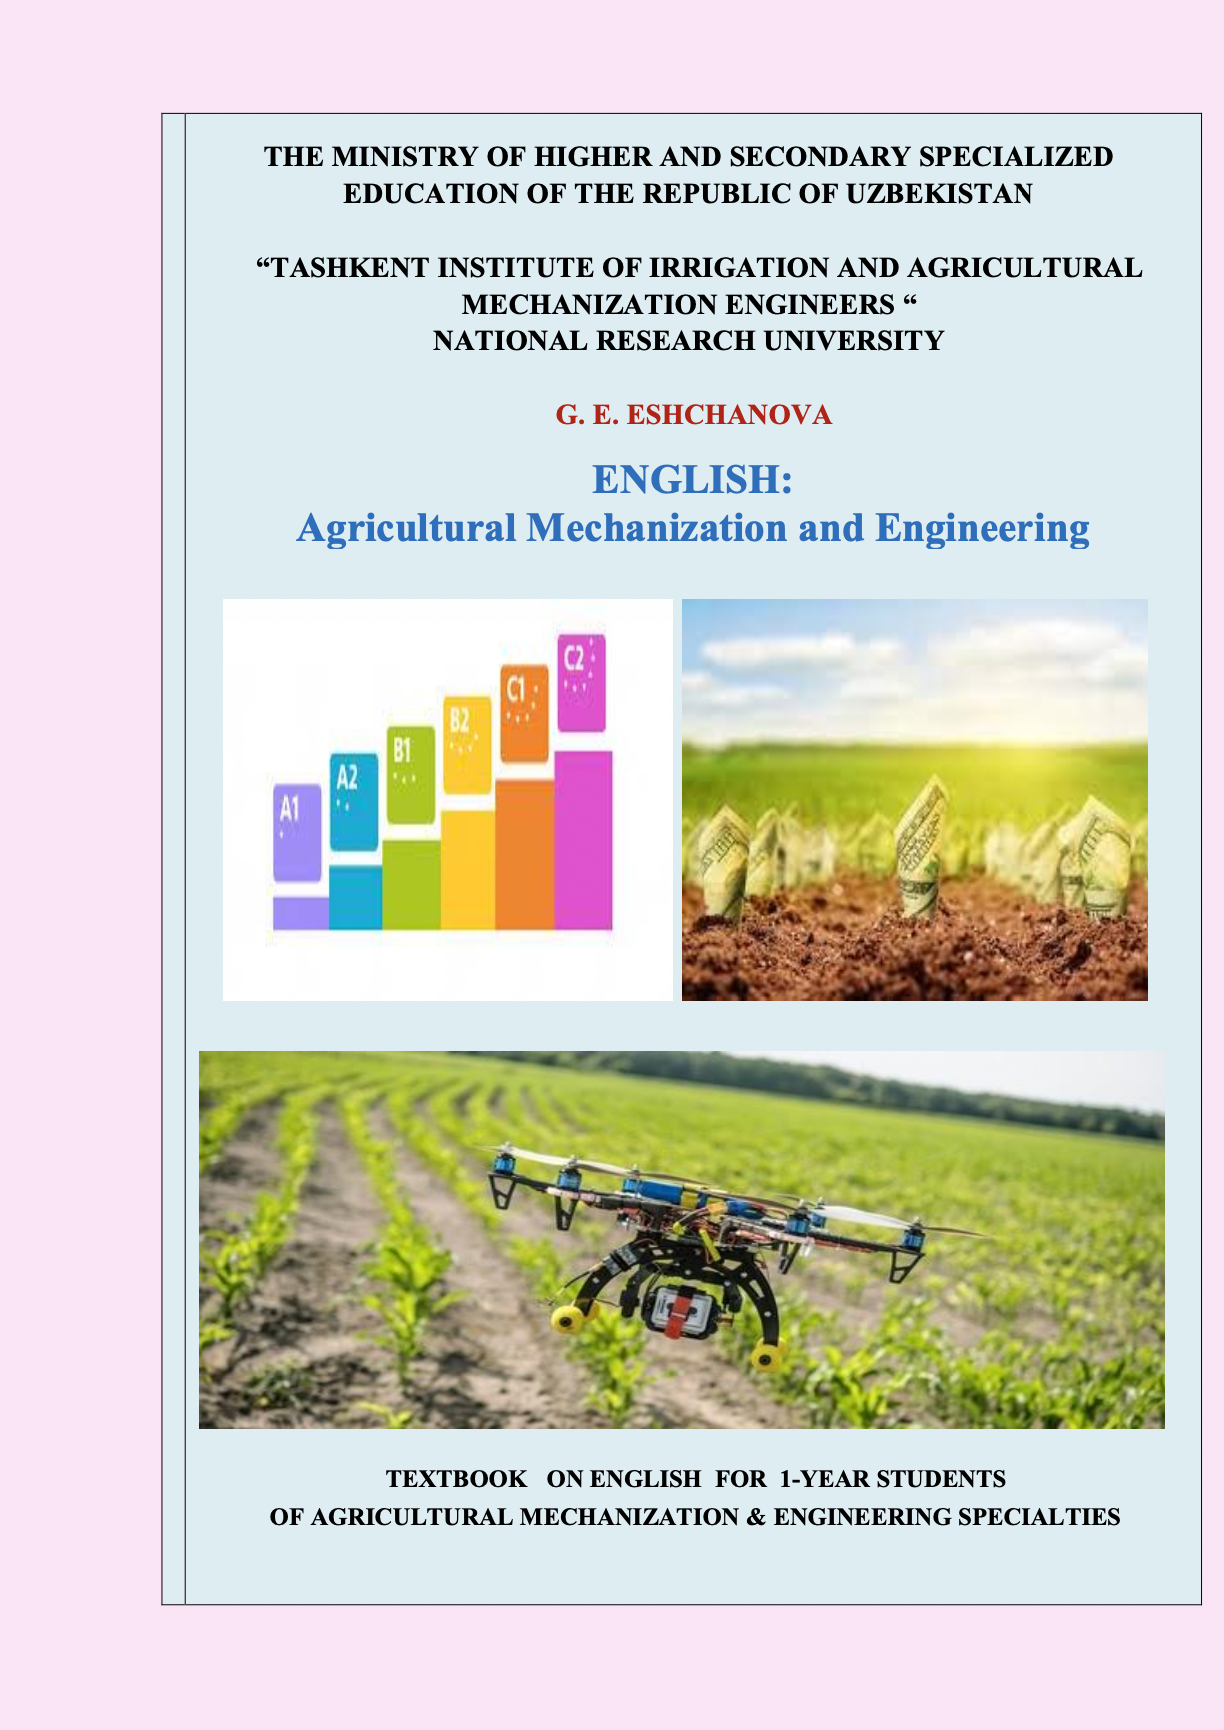 THE MINISTRY OF HIGHER AND SECONDARY SPECIALIZED
EDUCATION OF THE REPUBLIC OF UZBEKISTAN
“TASHKENT INSTITUTE OF IRRIGATION AND AGRICULTURAL
MECHANIZATION ENGINEERS “
NATIONAL RESEARCH UNIVERSITY
G. E. ESHCHANOVA
ENGLISH:
Agricultural Mechanization and Engineering
A1
A2
B1
B2
C1
C2
TEXTBOOK ON ENGLISH FOR 1-YEAR STUDENTS
OF AGRICULTURAL MECHANIZATION & ENGINEERING SPECIALTIES